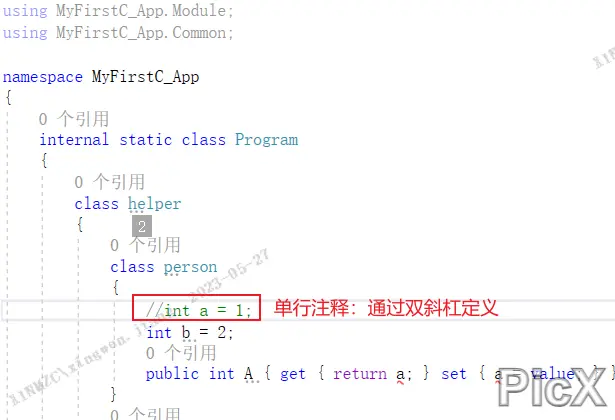 using MyFirstC_App.Module;
using MyFirstC_App.Common;
namespace MyFirstC_App
{
0 个引用
internal static class Program
{
0 个引用
class helper
{
2
0 个引用
class person
{
//int a = 1; 单行注释：通过双斜杠定义
int b = 2;
0 个引用
public int A { get { return a; } set { a value
}
0 个引用
2023-05-27
PicX